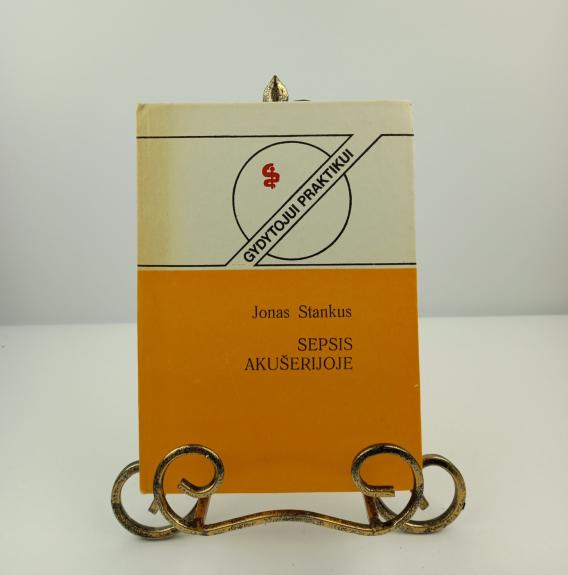 GYDYTOJUI PRAKTIKUI
Jonas Stankus
SEPSIS
AKUŠERIJOJE